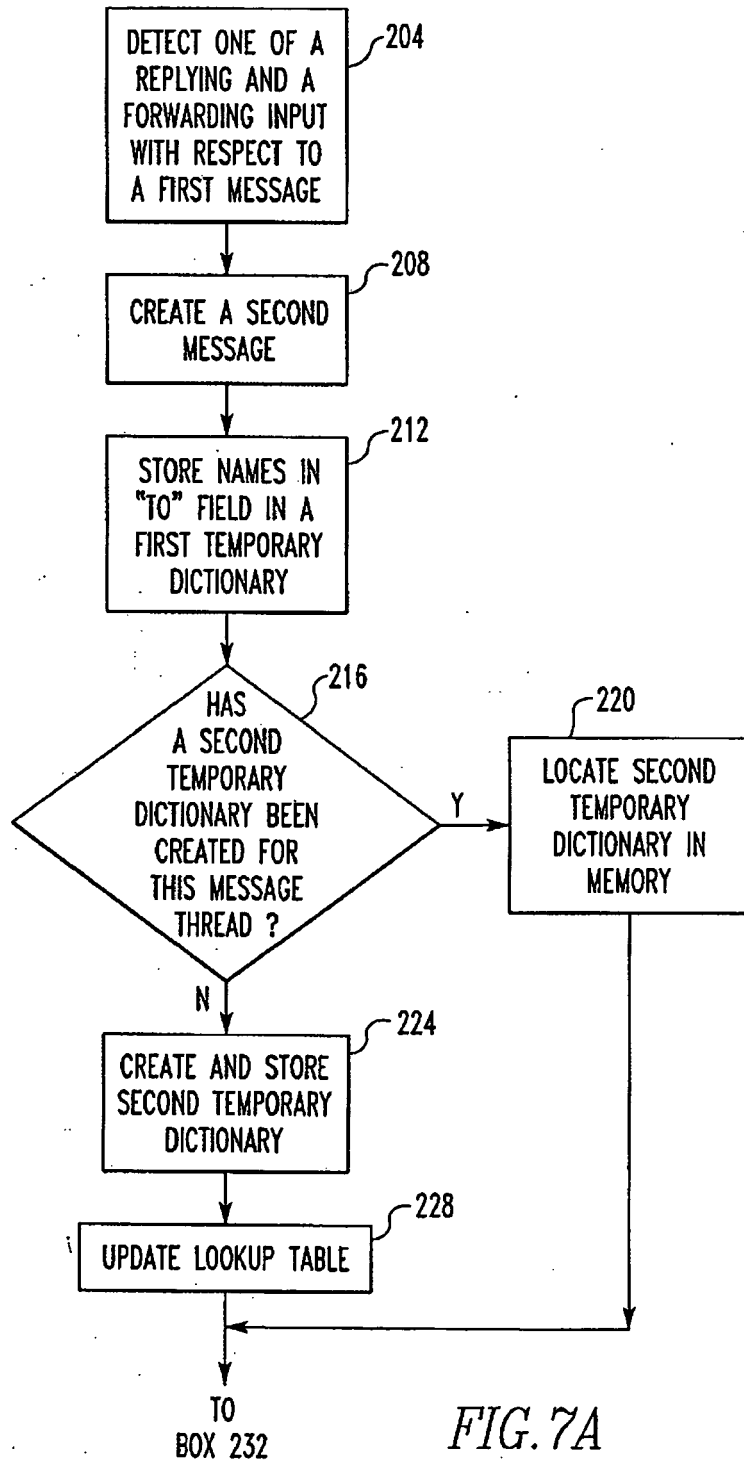 DETECT ONE OF A
REPLYING AND A
FORWARDING INPUT
WITH RESPECT TO
A FIRST MESSAGE
204
CREATE A SECOND
MESSAGE
208
STORE NAMES IN
"TO" FIELD IN A
FIRST TEMPORARY
DICTIONARY
212
HAS
A SECOND
TEMPORARY
DICTIONARY BEEN
CREATED FOR
THIS MESSAGE
THREAD ?
216
Y
220
LOCATE SECOND
TEMPORARY
DICTIONARY IN
MEMORY
N
CREATE AND STORE
SECOND TEMPORARY
DICTIONARY
224
UPDATE LOOKUP TABLE
228
TO
BOX 232
FIG. 7A